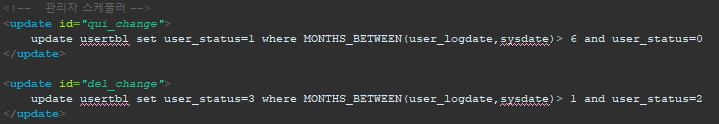 <!--  관리자 스케줄러 -->
<update id="qui_change">
update usertbl set user_status=1 where MONTHS_BETWEEN(user_logdate,sysdate)> 6 and user_status=0
</update>
<update id="del_change">
update usertbl set user_status=3 where MONTHS_BETWEEN(user_logdate,sysdate)> 1 and user_status=2
</update>